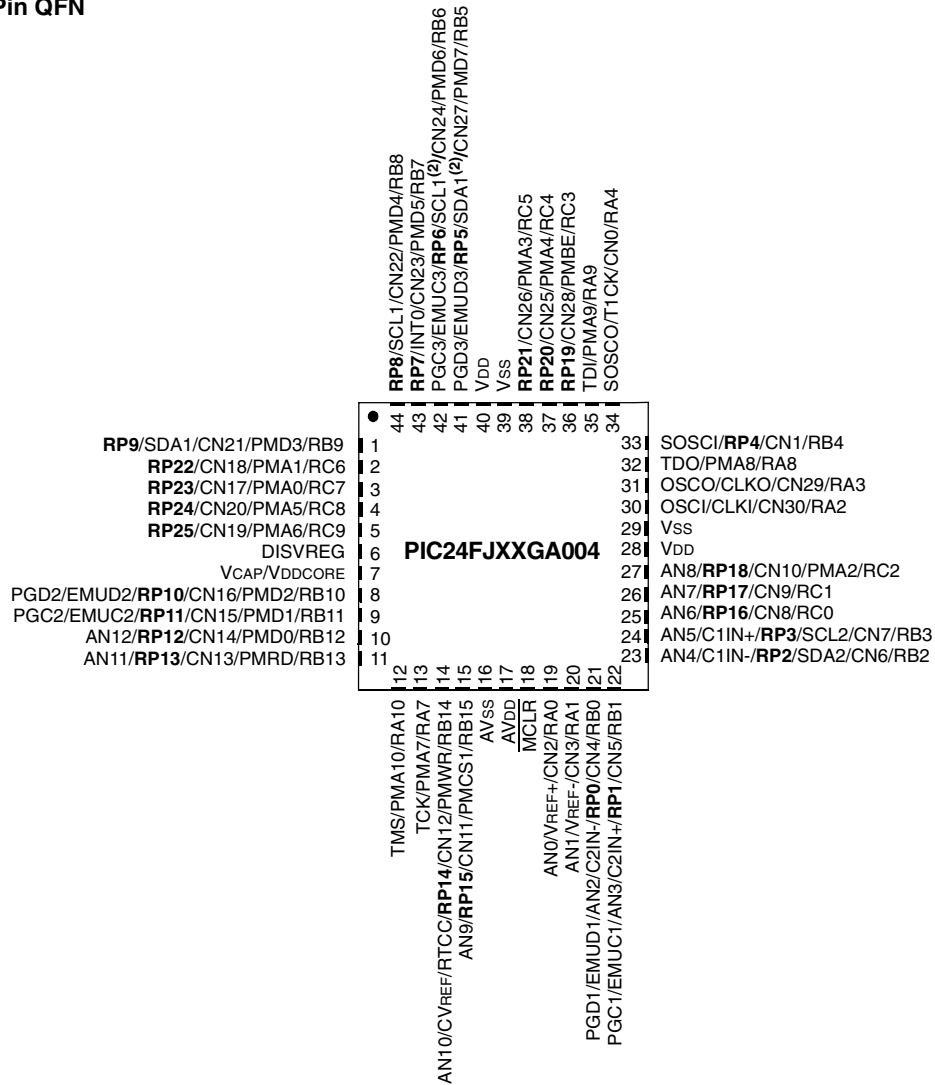 Pin QFN
RP8/SCL1/CN22/PMD4/RB8
RP7/INT0/CN23/PMD5/RB7
PGC3/EMUC3/RP6/SCL1(2)/CN24/PMD6/RB6
PGD3/EMUD3/RP5/SDA1(2)/CN27/PMD7/RB5
VDD
VSS
RP21/CN26/PMA3/RC5
RP20/CN25/PMA4/RC4
RP19/CN28/PMBE/RC3
TDI/PMA9/RA9
SOSCO/T1CK/CN0/RA4
44 43 42 41 40 39 38 37 36 35 34
RP9/SDA1/CN21/PMD3/RB9 1
RP22/CN18/PMA1/RC6 2
RP23/CN17/PMA0/RC7 3
RP24/CN20/PMA5/RC8 4
RP25/CN19/PMA6/RC9 5
DISVREG 6
VCAP/VDDCORE 7
PGD2/EMUD2/RP10/CN16/PMD2/RB10 8
PGC2/EMUC2/RP11/CN15/PMD1/RB11 9
AN12/RP12/CN14/PMD0/RB12 10
AN11/RP13/CN13/PMRD/RB13 11
PIC24FJXXGA004
33 SOSCI/RP4/CN1/RB4
32 TDO/PMA8/RA8
31 OSCO/CLKO/CN29/RA3
30 OSCI/CLKI/CN30/RA2
29 VSS
28 VDD
27 AN8/RP18/CN10/PMA2/RC2
26 AN7/RP17/CN9/RC1
25 AN6/RP16/CN8/RC0
24 AN5/C1IN+/RP3/SCL2/CN7/RB3
23 AN4/C1IN-/RP2/SDA2/CN6/RB2
12 13 14 15 16 17 18 19 20 21 22
TMS/PMA10/RA10
TCK/PMA7/RA7
AN10/CVREF/RTCC/RP14/CN12/PMWR/RB14
AN9/RP15/CN11/PMCS1/RB15
AVSS
AVDD
MCLR
AN0/VREF+/CN2/RA0
AN1/VREF-/CN3/RA1
PGD1/EMUD1/AN2/C2IN-/RP0/CN4/RB0
PGC1/EMUC1/AN3/C2IN+/RP1/CN5/RB1